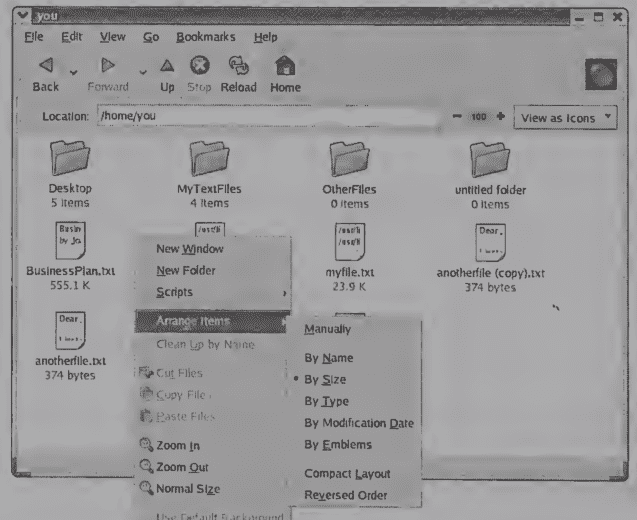 you
File Edit View Go Bookmarks Help
Back Forward Up Stop Reload Home
Location: /home/you 100 View as Icons
Desktop MyTextFiles OtherFiles untitled folder
5 items 4 items 0 items 0 items
BusinessPlan.txt myfile.txt anotherfile (copy).txt
555.1 K 23.9 K 374 bytes
anotherfile.txt
374 bytes
New Window
New Folder
Scripts
Arrange Items
Clean Up by Name
Cut Files
Copy Files
Paste Files
Zoom In
Zoom Out
Normal Size
Use Default Background
Manually
By Name
By Size
By Type
By Modification Date
By Emblems
Compact Layout
Reversed Order